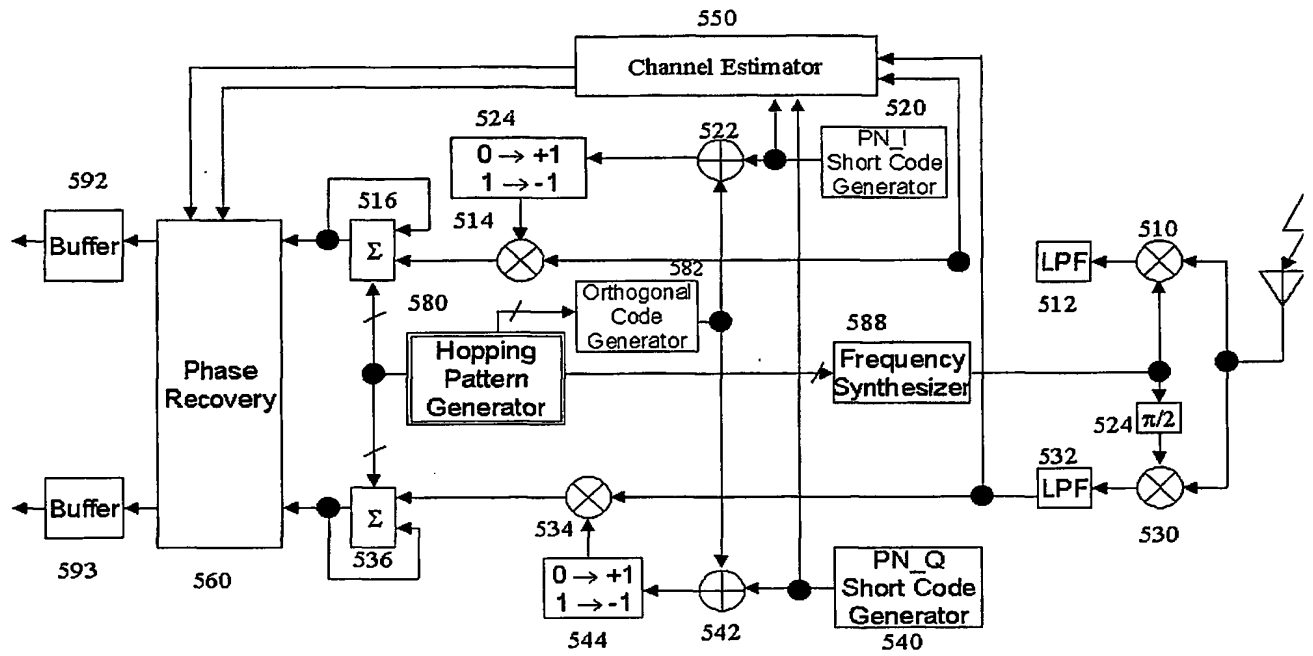 550
Channel Estimator
520
524
522
PN_I
Short Code
Generator
0 → +1
1 → -1
592
516
514
510
Buffer
Σ
LPF
582
512
580
Orthogonal
Code
Generator
588
Hopping
Pattern
Generator
Frequency
Synthesizer
Phase
Recovery
524
π/2
532
LPF
Buffer
Σ
534
530
593
560
536
0 → +1
1 → -1
544
542
PN_Q
Short Code
Generator
540